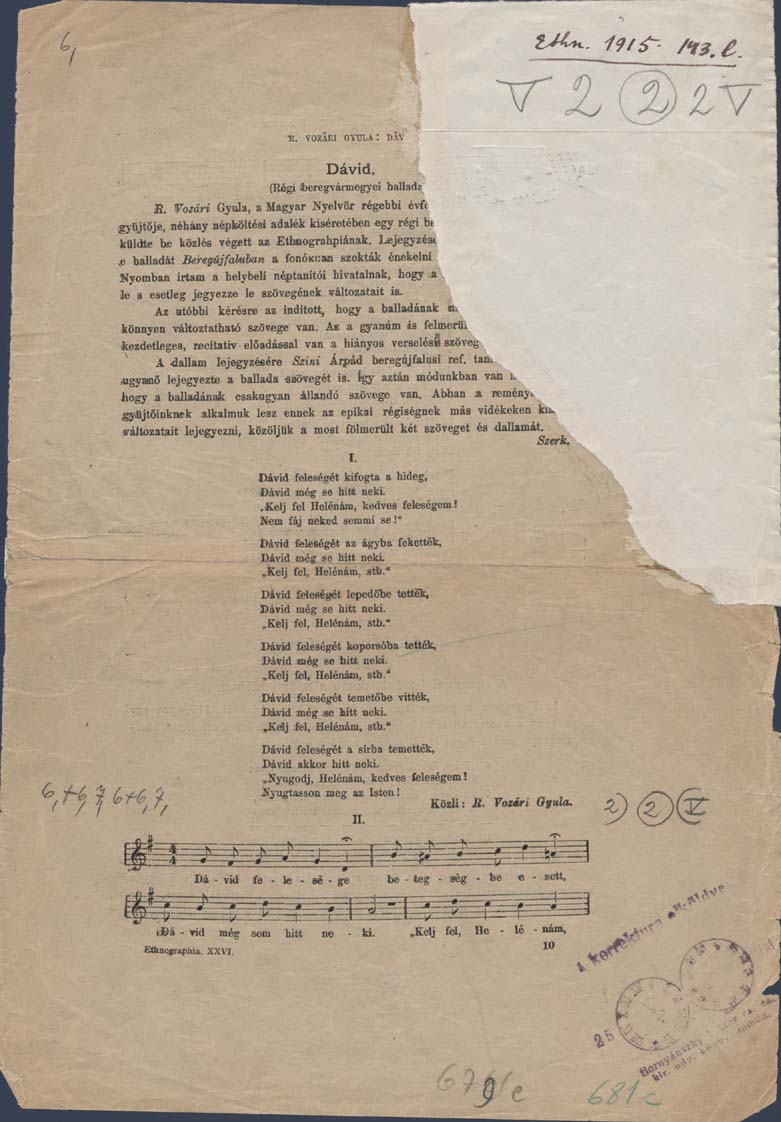 6,
Ethn. 1915. 143. l.
V 2 2 2 V
R. VOZÁRI GYULA: DÁV
Dávid.
(Régi beregvármegyei ballada
R. Vozári Gyula, a Magyar Nyelvőr régebbi évf
gyüjtője, néhány népköltési adalék kíséretében egy régi b
küldte be közlés végett az Ethnograhpiának. Lejegyzés
e balladát Beregújfaluban a fonókban szokták énekelni
Nyomban írtam a helybeli néptanítói hivatalnak, hogy a
le s esetleg jegyezze le szövegének változatait is.
Az utóbbi kérésre az indított, hogy a balladának
könnyen változtatható szövege van. Az a gyanúm is felmerül
kezdetleges, recitativ előadással van a hiányos verselésű szöveg
A dallam lejegyzésére Szini Árpád beregújfalusi ref. tan
ugyanő lejegyezte a ballada szövegét is. Így aztán módunkban van
hogy a balladának csakugyan állandó szövege van. Abban a remény
gyüjtőinknek alkalmuk lesz ennek az epikai régiségnek más vidékeken
változatait lejegyezni, közöljük a most fölmerült két szöveget és dallamát.
Szerk.
I.
Dávid feleségét kifogta a hideg,
Dávid még se hitt neki.
„Kelj fel Helénám, kedves feleségem!
Nem fáj neked semmi se!"
Dávid feleségét az ágyba fekették,
Dávid még se hitt neki.
„Kelj fel, Helénám, stb."
Dávid feleségét lepedőbe tették,
Dávid még se hitt neki.
„Kelj fel, Helénám, stb."
Dávid feleségét koporsóba tették,
Dávid még se hitt neki.
„Kelj fel, Helénám, stb."
Dávid feleségét temetőbe vitték,
Dávid még se hitt neki.
„Kelj fel, Helénám, stb."
Dávid feleségét a sírba temették,
Dávid akkor hitt neki.
„Nyugodj, Helénám, kedves feleségem!
Nyugtasson meg az Isten!
Közli: R. Vozári Gyula.
6,+6,7,6+6,7,
2) 2 V
II.
4
4
Dá - vid fe - le - sé - ge be - teg - ség - be e - sett,
Dá - vid még sem hitt ne - ki. „Kelj fel, He - lé - nám,
Ethnographia. XXVI. 10
A korrektura elküldve
25
Hornyánszky
kir. udv.
681c